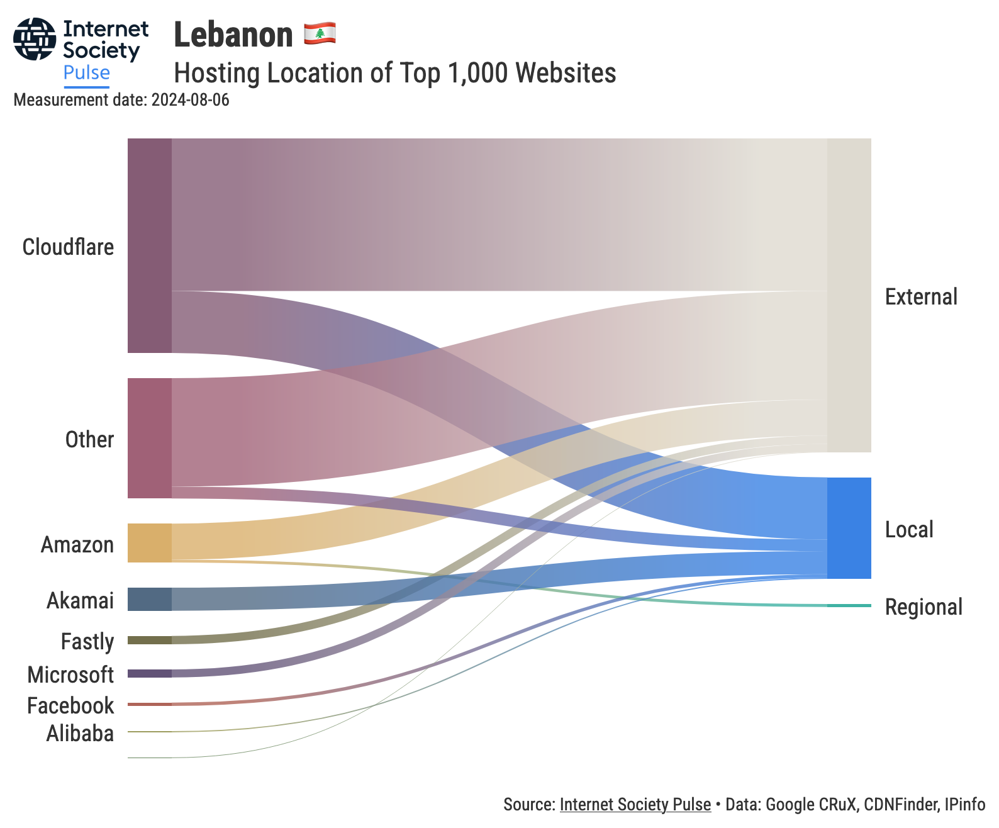 Internet
Society
Pulse
Lebanon
Hosting Location of Top 1,000 Websites
Measurement date: 2024-08-06
Cloudflare
Other
Amazon
Akamai
Fastly
Microsoft
Facebook
Alibaba
External
Local
Regional
Source: Internet Society Pulse • Data: Google CRuX, CDNFinder, IPinfo